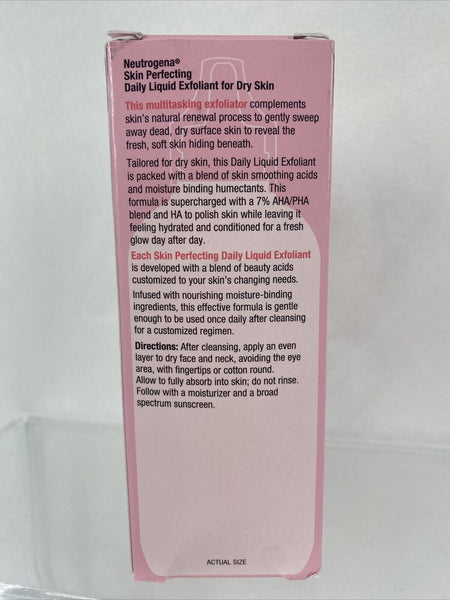 Neutrogena®
Skin Perfecting
Daily Liquid Exfoliant for Dry Skin
This multitasking exfoliator complements
skin's natural renewal process to gently sweep
away dead, dry surface skin to reveal the
fresh, soft skin hiding beneath.
Tailored for dry skin, this Daily Liquid Exfoliant
is packed with a blend of skin smoothing acids
and moisture binding humectants. This
formula is supercharged with a 7% AHA/PHA
blend and HA to polish skin while leaving it
feeling hydrated and conditioned for a fresh
glow day after day.
Each Skin Perfecting Daily Liquid Exfoliant
is developed with a blend of beauty acids
customized to your skin's changing needs.
Infused with nourishing moisture-binding
ingredients, this effective formula is gentle
enough to be used once daily after cleansing
for a customized regimen.
Directions: After cleansing, apply an even
layer to dry face and neck, avoiding the eye
area, with fingertips or cotton round.
Allow to fully absorb into skin; do not rinse.
Follow with a moisturizer and a broad
spectrum sunscreen.
ACTUAL SIZE